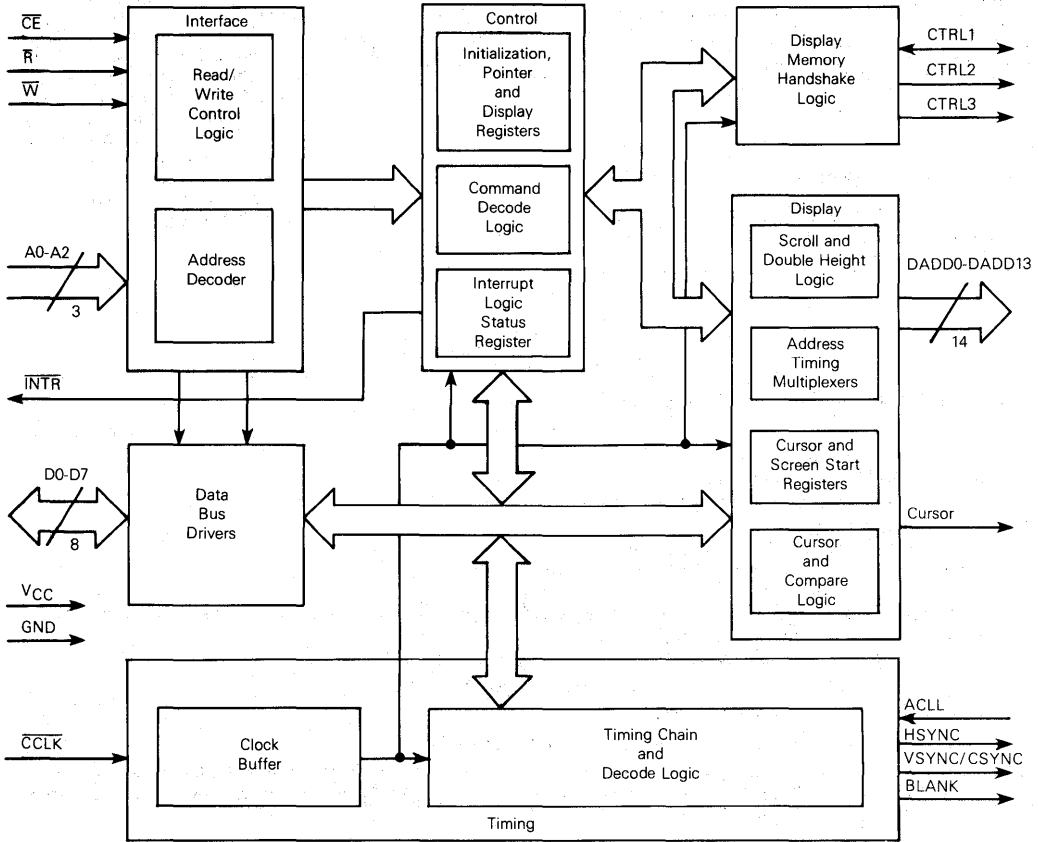 CE
R
W
A0-A2
3
INTR
D0-D7
8
VCC
GND
CCLK
Interface
Read/
Write
Control
Logic
Address
Decoder
Data
Bus
Drivers
Control
Initialization,
Pointer
and
Display
Registers
Command
Decode
Logic
Interrupt
Logic
Status
Register
Display
Memory
Handshake
Logic
CTRL1
CTRL2
CTRL3
Display
Scroll and
Double Height
Logic
Address
Timing
Multiplexers
Cursor and
Screen Start
Registers
Cursor
and
Compare
Logic
DADD0-DADD13
14
Cursor
Clock
Buffer
Timing Chain
and
Decode Logic
Timing
ACLL
HSYNC
VSYNC/CSYNC
BLANK